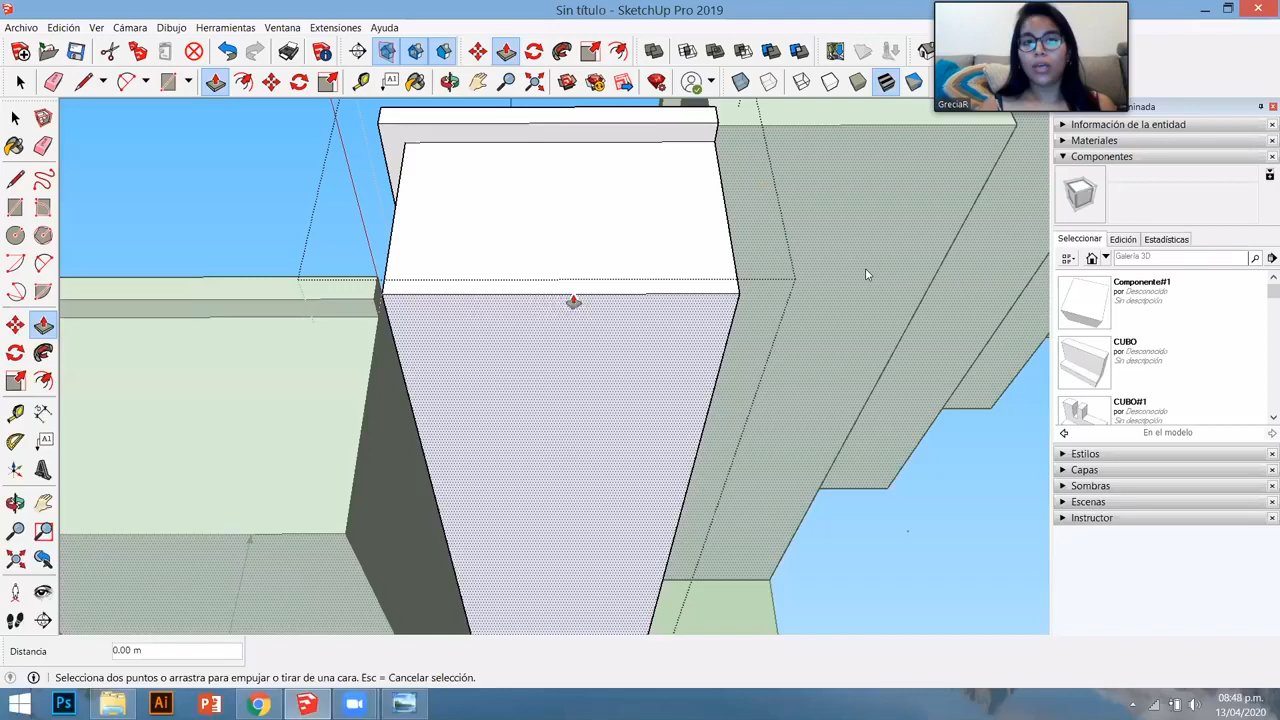 Sin título - SketchUp Pro 2019
Archivo Edición Ver Cámara Dibujo Herramientas Ventana Extensiones Ayuda
GreciaR
minada
Información de la entidad
Materiales
Componentes
Seleccionar Edición Estadísticas
Galería 3D
Componente#1
por Desconocido
Sin descripción
CUBO
por Desconocido
Sin descripción
CUBO#1
por Desconocido
En el modelo
Estilos
Capas
Sombras
Escenas
Instructor
Distancia 0.00 m
Selecciona dos puntos o arrastra para empujar o tirar de una cara. Esc = Cancelar selección.
Ps Ai P
08:48 p.m.
13/04/2020